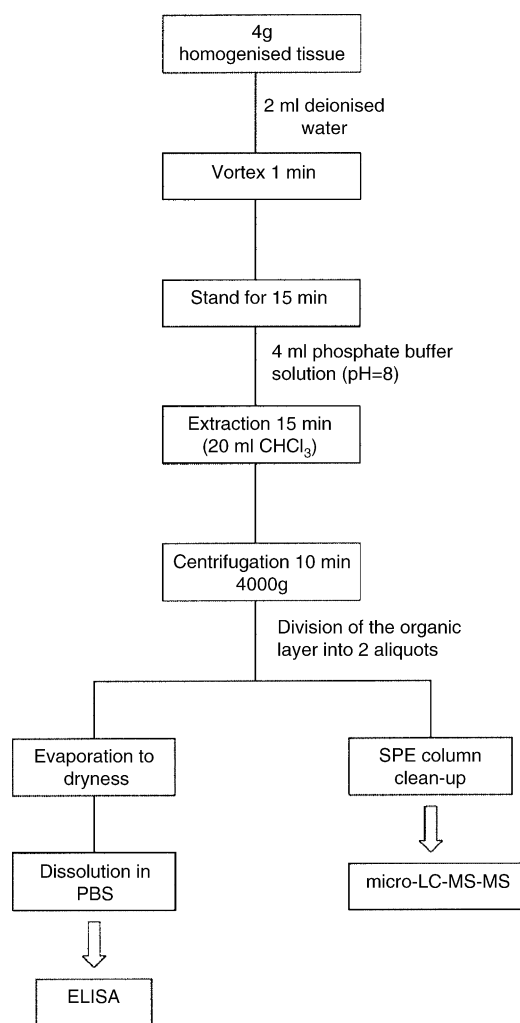 4g
homogenised tissue
2 ml deionised
water
Vortex 1 min
Stand for 15 min
4 ml phosphate buffer
solution (pH=8)
Extraction 15 min
(20 ml CHCl₃)
Centrifugation 10 min
4000g
Division of the organic
layer into 2 aliquots
Evaporation to
dryness
Dissolution in
PBS
ELISA
SPE column
clean-up
micro-LC-MS-MS